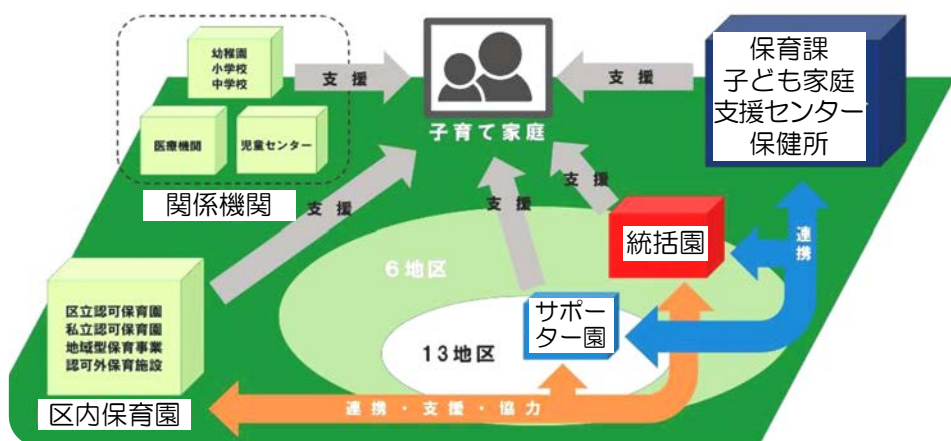 幼稚園
小学校
中学校
医療機関
児童センター
関係機関
支援
子育て家庭
支援
保育課
子ども家庭
支援センター
保健所
支援
支援
支援
連携
統括園
6地区
サポー
ター園
13地区
区立認可保育園
私立認可保育園
地域型保育事業
認可外保育施設
区内保育園
連携・支援・協力